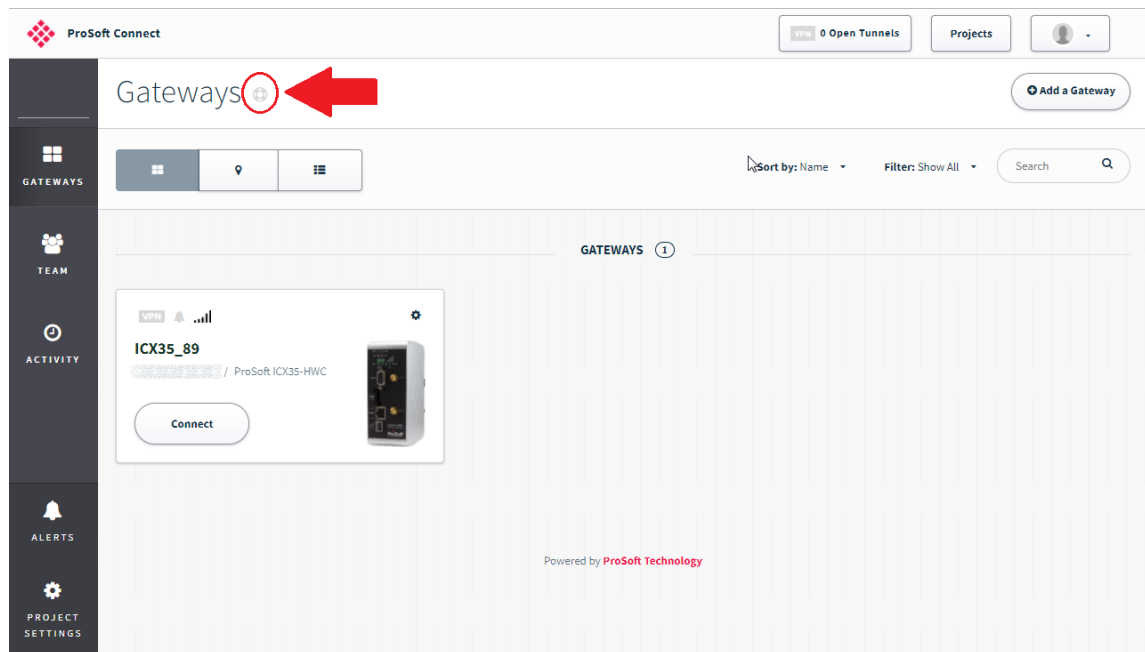 ProSoft Connect
VPN 0 Open Tunnels
Projects
Gateways
Add a Gateway
GATEWAYS
Sort by: Name
Filter: Show All
Search
TEAM
GATEWAYS 1
ACTIVITY
VPN
ICX35_89
/ ProSoft ICX35-HWC
Connect
ProSoft
ALERTS
Powered by ProSoft Technology
PROJECT
SETTINGS